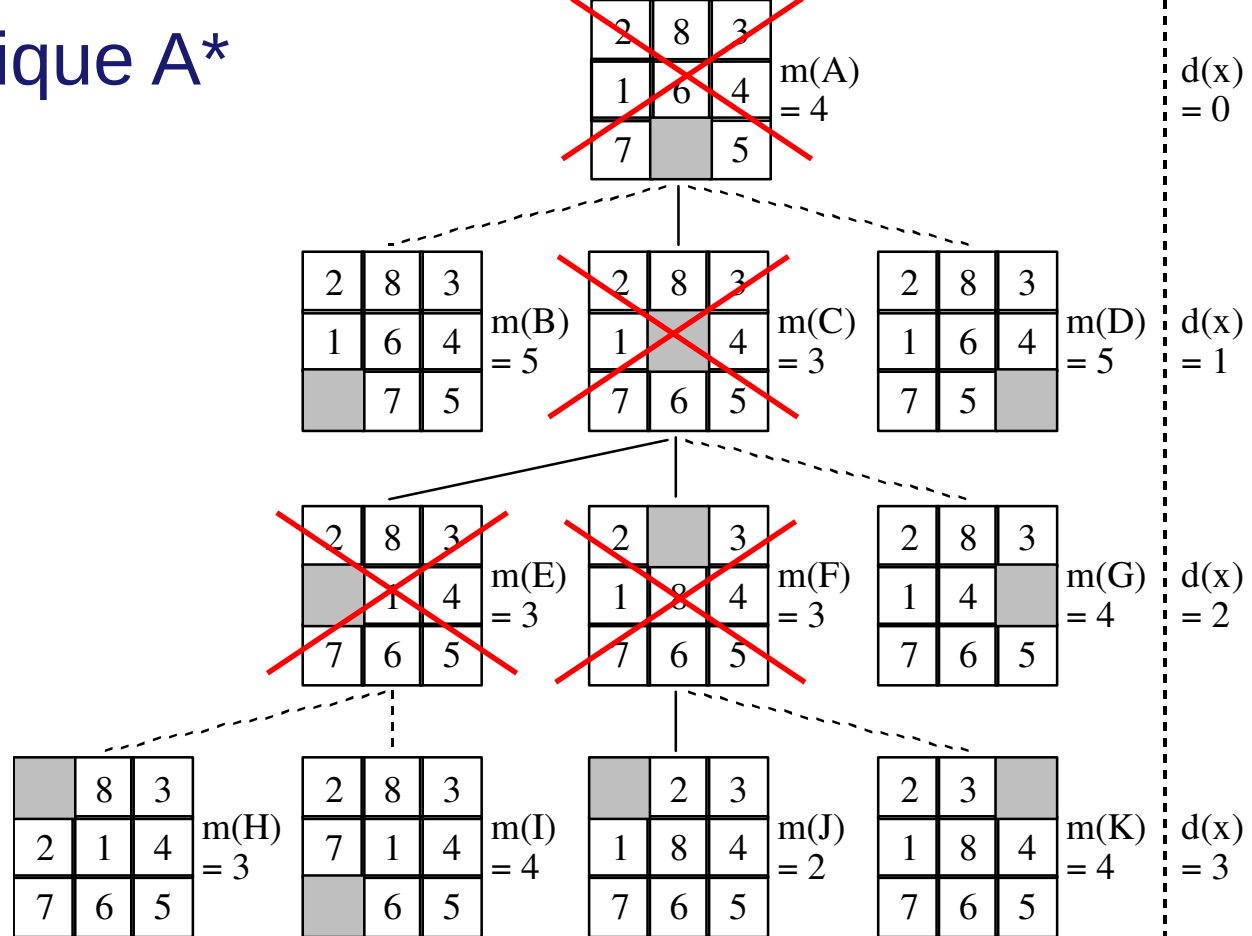 ique A*
2 8 3
1 6 4
7 5
m(A)
= 4
d(x)
= 0
2 8 3
1 6 4
7 5
m(B)
= 5
2 8 3
1 4
7 6 5
m(C)
= 3
2 8 3
1 6 4
7 5
m(D)
= 5
d(x)
= 1
2 8 3
1 4
7 6 5
m(E)
= 3
2 3
1 8 4
7 6 5
m(F)
= 3
2 8 3
1 4
7 6 5
m(G)
= 4
d(x)
= 2
8 3
2 1 4
7 6 5
m(H)
= 3
2 8 3
7 1 4
6 5
m(I)
= 4
2 3
1 8 4
7 6 5
m(J)
= 2
2 3
1 8 4
7 6 5
m(K)
= 4
d(x)
= 3